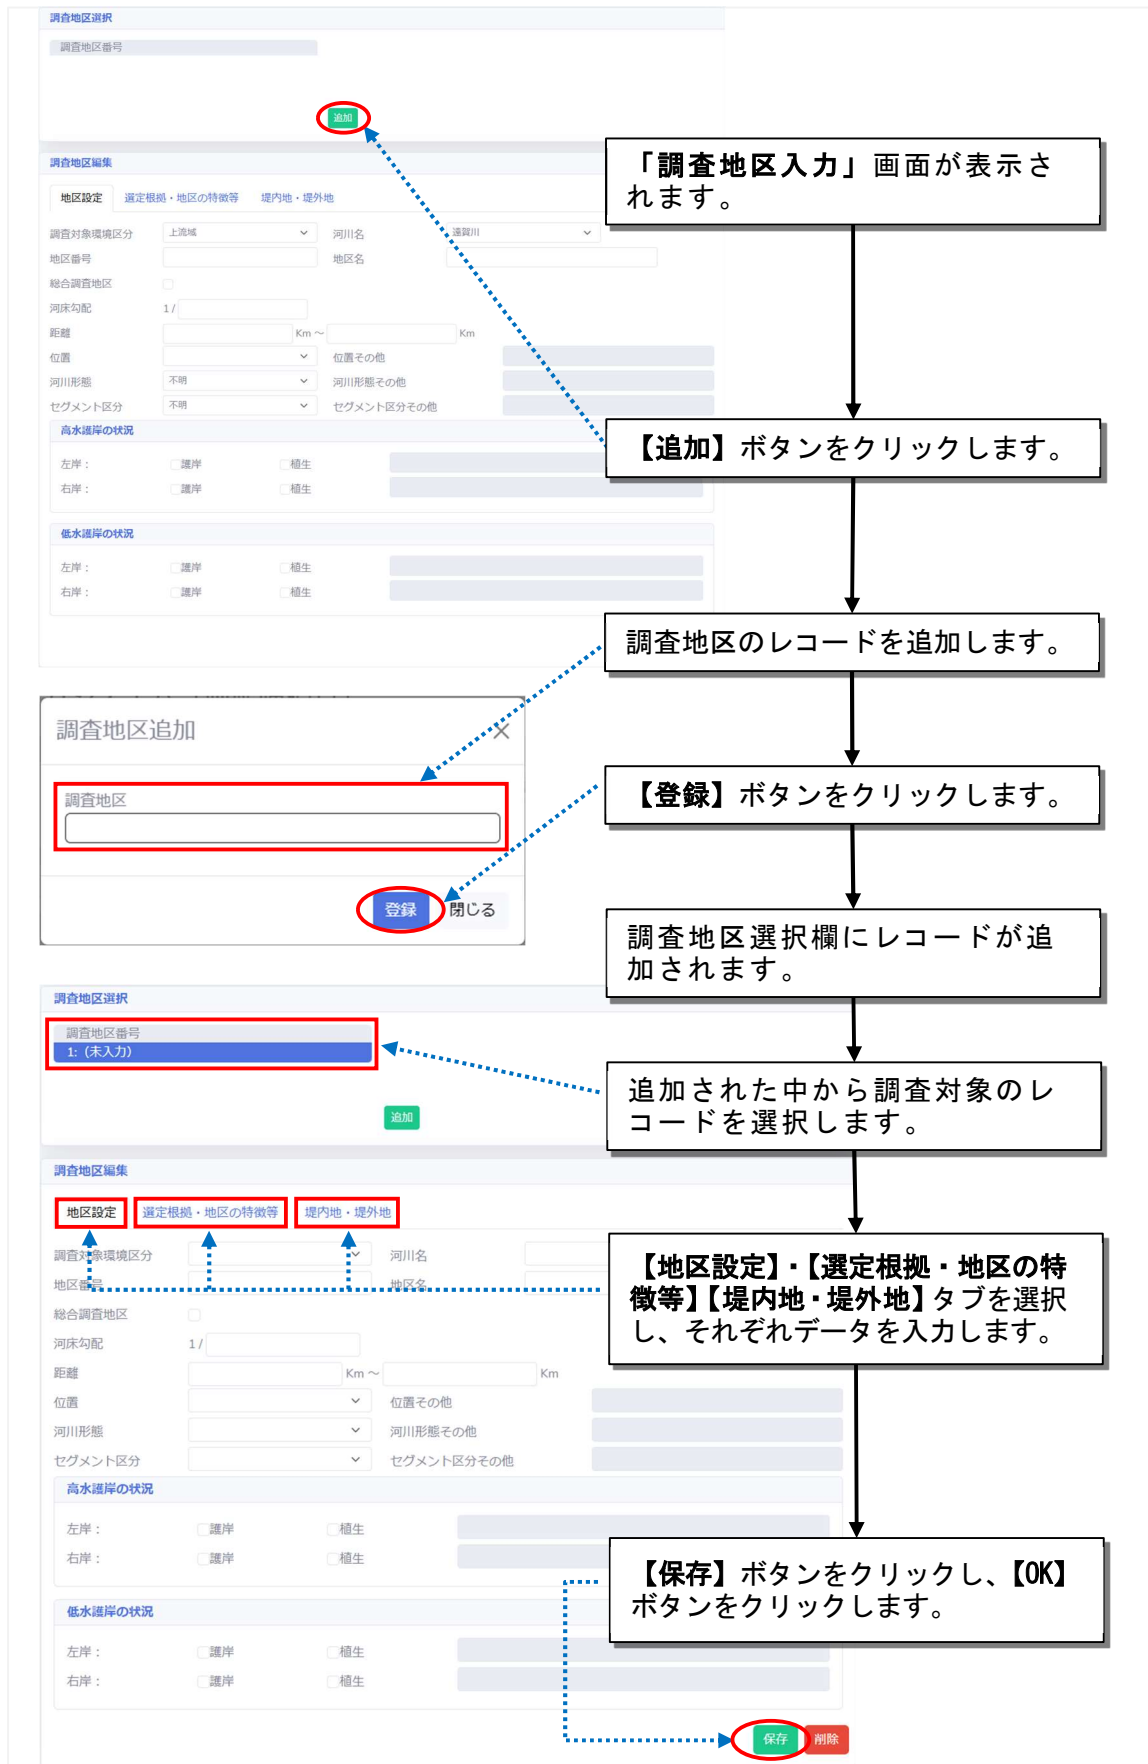 調査地区選択
調査地区番号
追加
調査地区編集
地区設定 選定根拠・地区の特徴等 堤内地・堤外地
調査対象環境区分 上流域 河川名 遠賀川
地区番号 地区名
総合調査地区
河床勾配 1 /
距離 Km ～ Km
位置 位置その他
河川形態 不明 河川形態その他
セグメント区分 不明 セグメント区分その他
高水護岸の状況
左岸： 護岸 植生
右岸： 護岸 植生
低水護岸の状況
左岸： 護岸 植生
右岸： 護岸 植生
「調査地区入力」画面が表示さ
れます。
【追加】ボタンをクリックします。
調査地区のレコードを追加します。
調査地区追加 ×
調査地区
登録 閉じる
【登録】ボタンをクリックします。
調査地区選択欄にレコードが追
加されます。
調査地区選択
調査地区番号
1: (未入力)
追加
追加された中から調査対象のレ
コードを選択します。
調査地区編集
地区設定 選定根拠・地区の特徴等 堤内地・堤外地
調査対象環境区分 河川名
地区番号 地区名
総合調査地区
河床勾配 1 /
距離 Km ～ Km
位置 位置その他
河川形態 河川形態その他
セグメント区分 セグメント区分その他
【地区設定】・【選定根拠・地区の特
徴等】【堤内地・堤外地】タブを選択
し、それぞれデータを入力します。
高水護岸の状況
左岸： 護岸 植生
右岸： 護岸 植生
低水護岸の状況
左岸： 護岸 植生
右岸： 護岸 植生
【保存】ボタンをクリックし、【OK】
ボタンをクリックします。
保存 削除